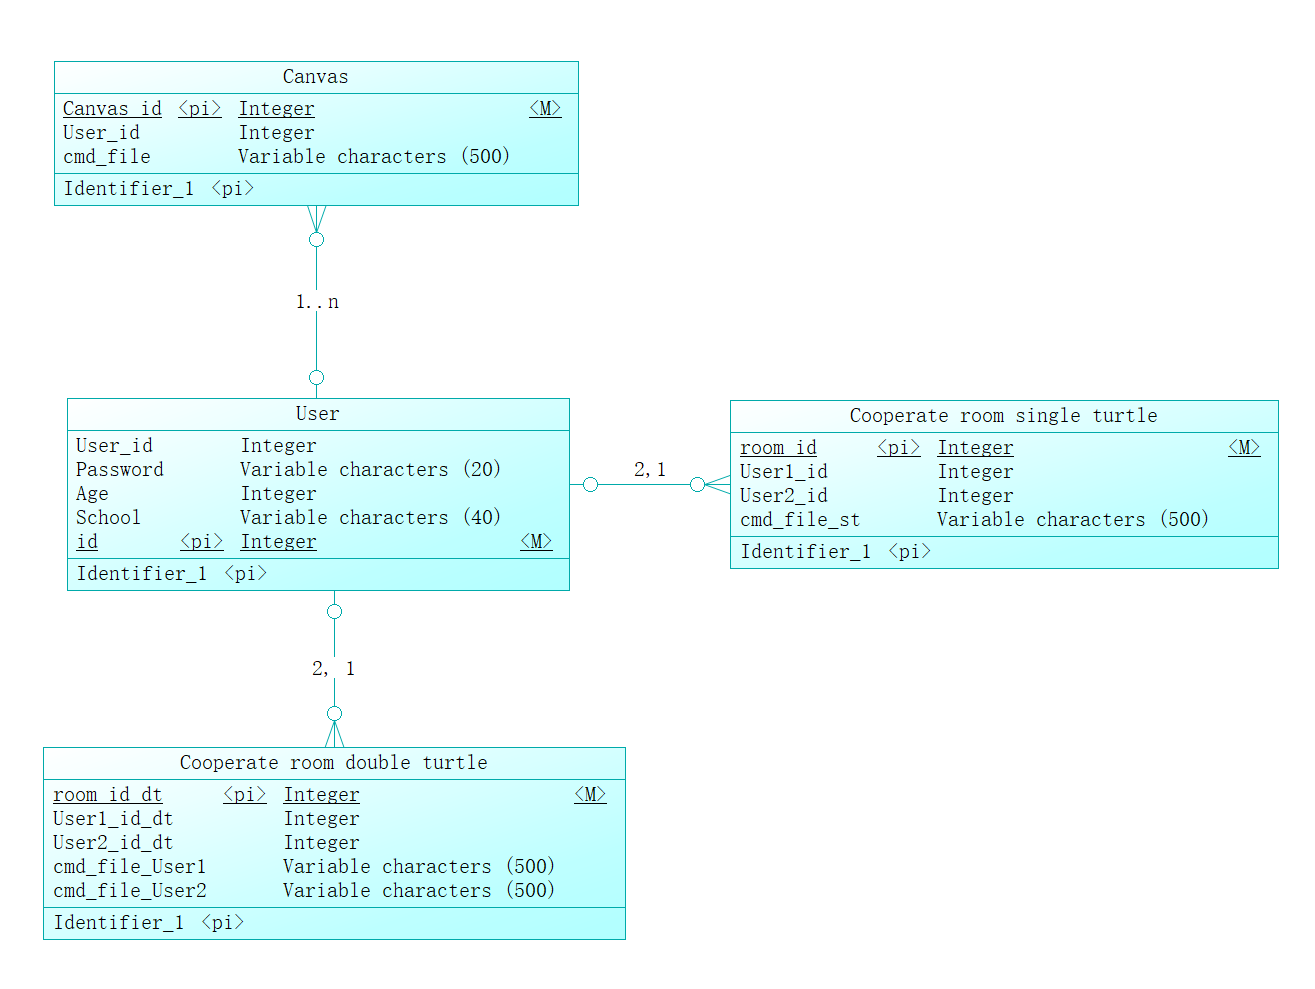 Canvas
Canvas_id <pi> Integer <M>
User_id Integer
cmd_file Variable characters (500)
Identifier_1 <pi>
1..n
User
User_id Integer
Password Variable characters (20)
Age Integer
School Variable characters (40)
id <pi> Integer <M>
Identifier_1 <pi>
2,1
Cooperate room single turtle
room_id <pi> Integer <M>
User1_id Integer
User2_id Integer
cmd_file_st Variable characters (500)
Identifier_1 <pi>
2, 1
Cooperate room double turtle
room_id_dt <pi> Integer <M>
User1_id_dt Integer
User2_id_dt Integer
cmd_file_User1 Variable characters (500)
cmd_file_User2 Variable characters (500)
Identifier_1 <pi>